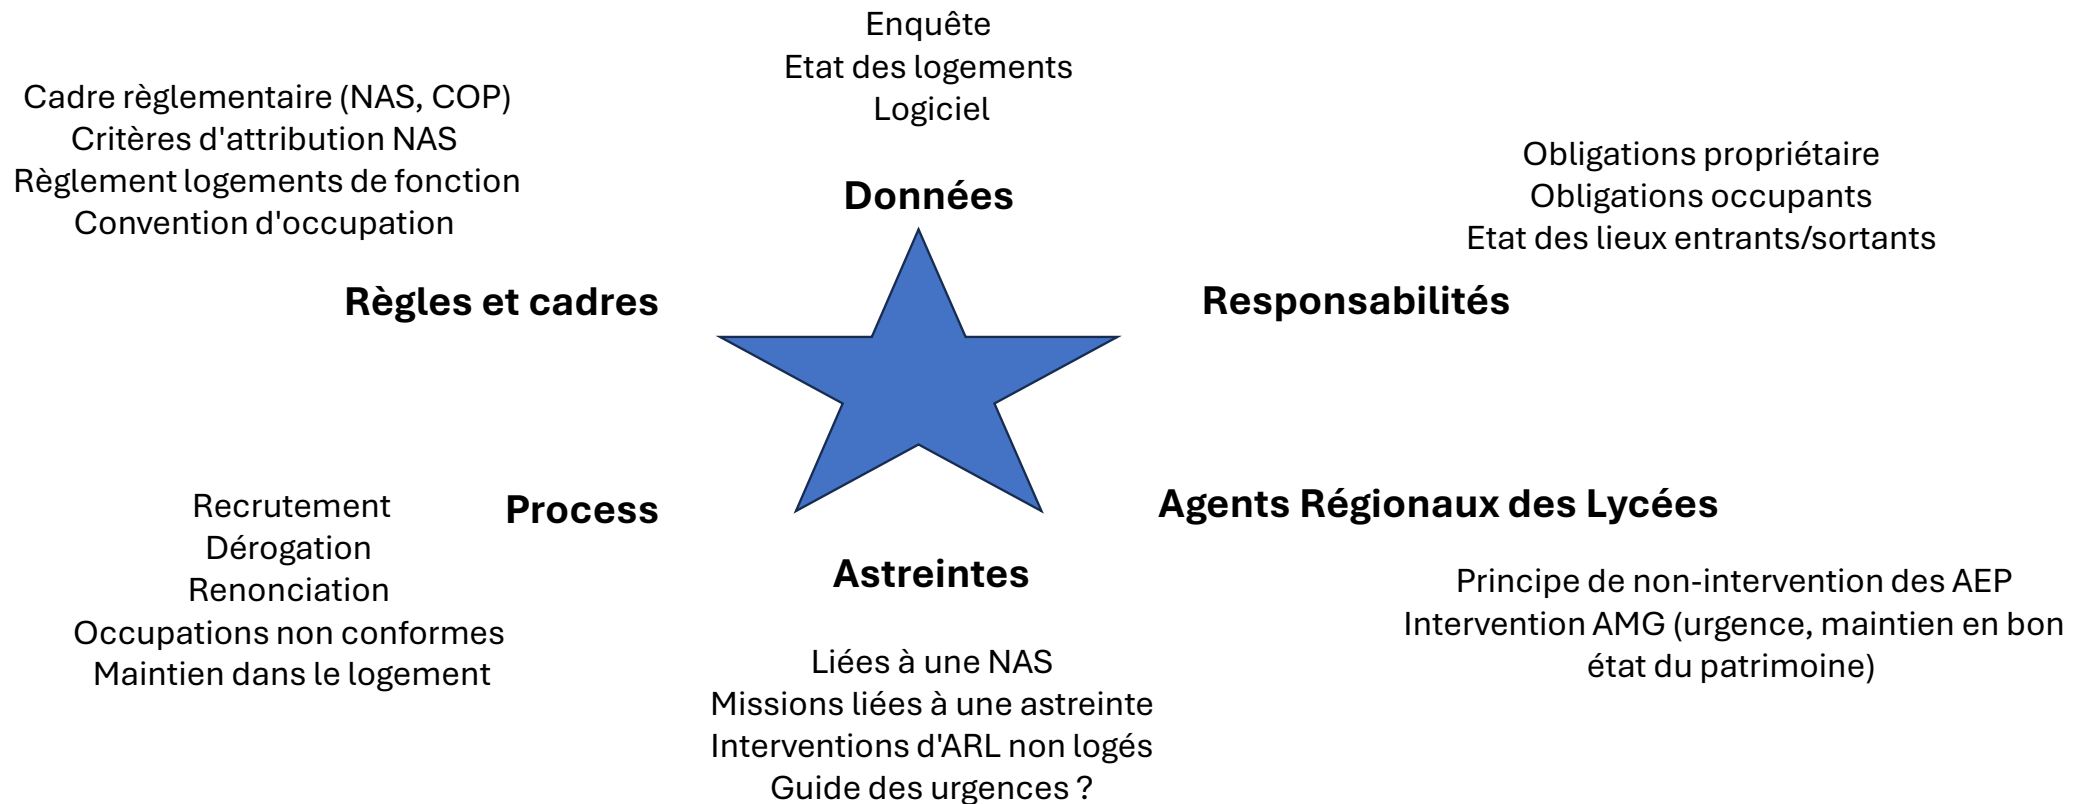 Enquête
Etat des logements
Logiciel
Données
Cadre règlementaire (NAS, COP)
Critères d'attribution NAS
Règlement logements de fonction
Convention d'occupation
Règles et cadres
Obligations propriétaire
Obligations occupants
Etat des lieux entrants/sortants
Responsabilités
Recrutement
Dérogation
Renonciation
Occupations non conformes
Maintien dans le logement
Process
Astreintes
Liées à une NAS
Missions liées à une astreinte
Interventions d'ARL non logés
Guide des urgences ?
Agents Régionaux des Lycées
Principe de non-intervention des AEP
Intervention AMG (urgence, maintien en bon
état du patrimoine)